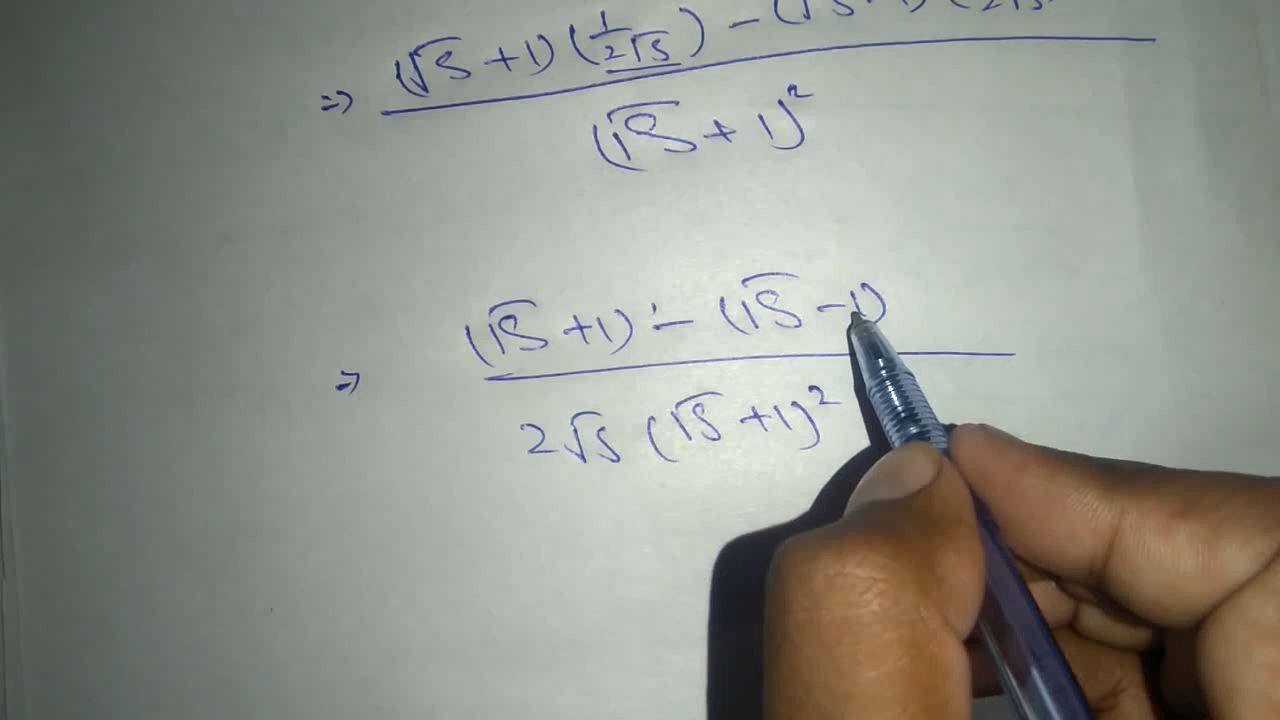 ⇒ (√s + 1) (1/2√s) - (√s
(√s + 1)²
⇒ (√s + 1) - (√s - 1)
2√s (√s + 1)²